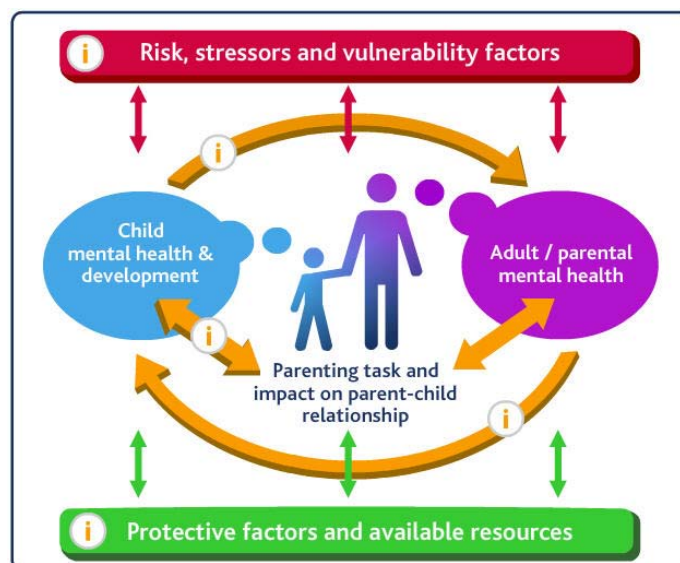 i Risk, stressors and vulnerability factors
i
Child
mental health &
development
Adult / parental
mental health
i
Parenting task and
impact on parent-child
relationship
i
i Protective factors and available resources